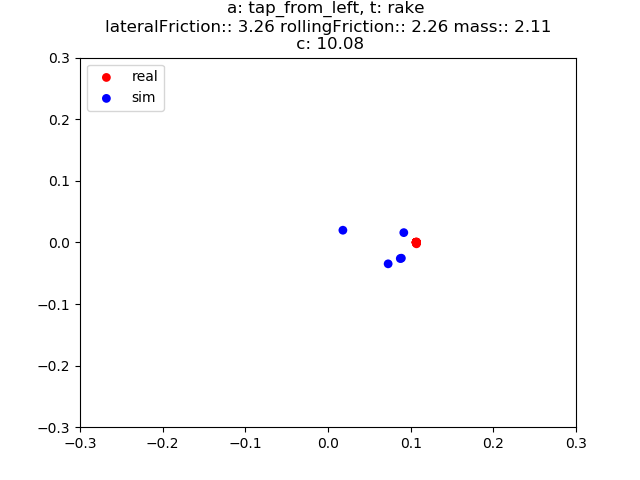 a: tap_from_left, t: rake
lateralFriction:: 3.26 rollingFriction:: 2.26 mass:: 2.11
c: 10.08
real
sim
0.3
0.2
0.1
0.0
−0.1
−0.2
−0.3
−0.3 −0.2 −0.1 0.0 0.1 0.2 0.3